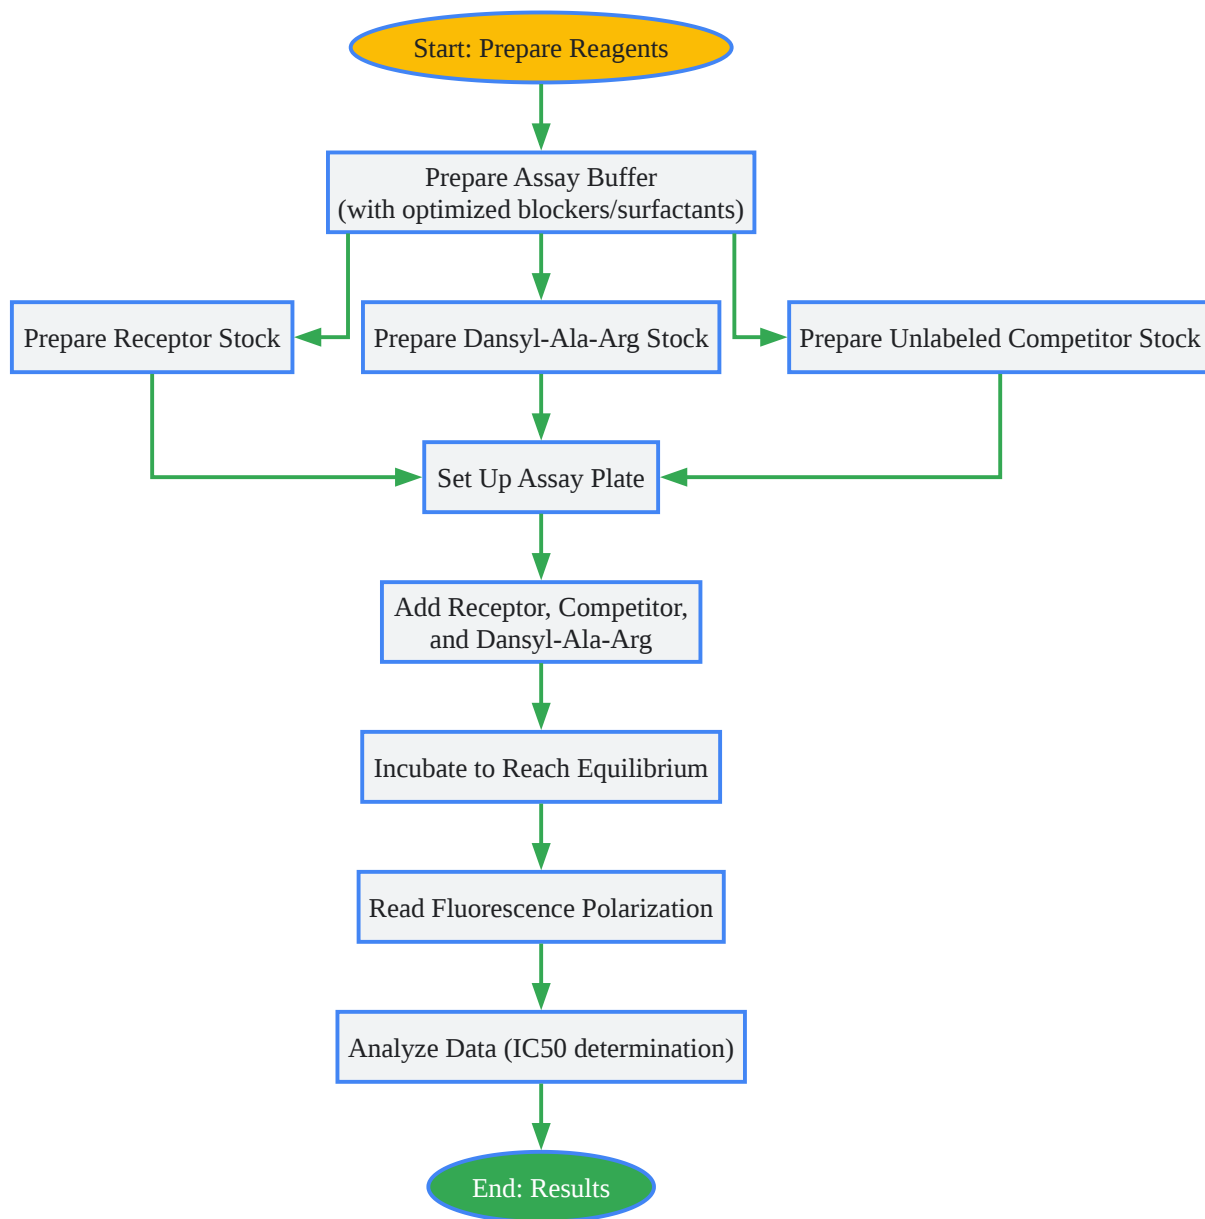 Start: Prepare Reagents
Prepare Assay Buffer
(with optimized blockers/surfactants)
Prepare Receptor Stock
Prepare Dansyl-Ala-Arg Stock
Prepare Unlabeled Competitor Stock
Set Up Assay Plate
Add Receptor, Competitor,
and Dansyl-Ala-Arg
Incubate to Reach Equilibrium
Read Fluorescence Polarization
Analyze Data (IC50 determination)
End: Results